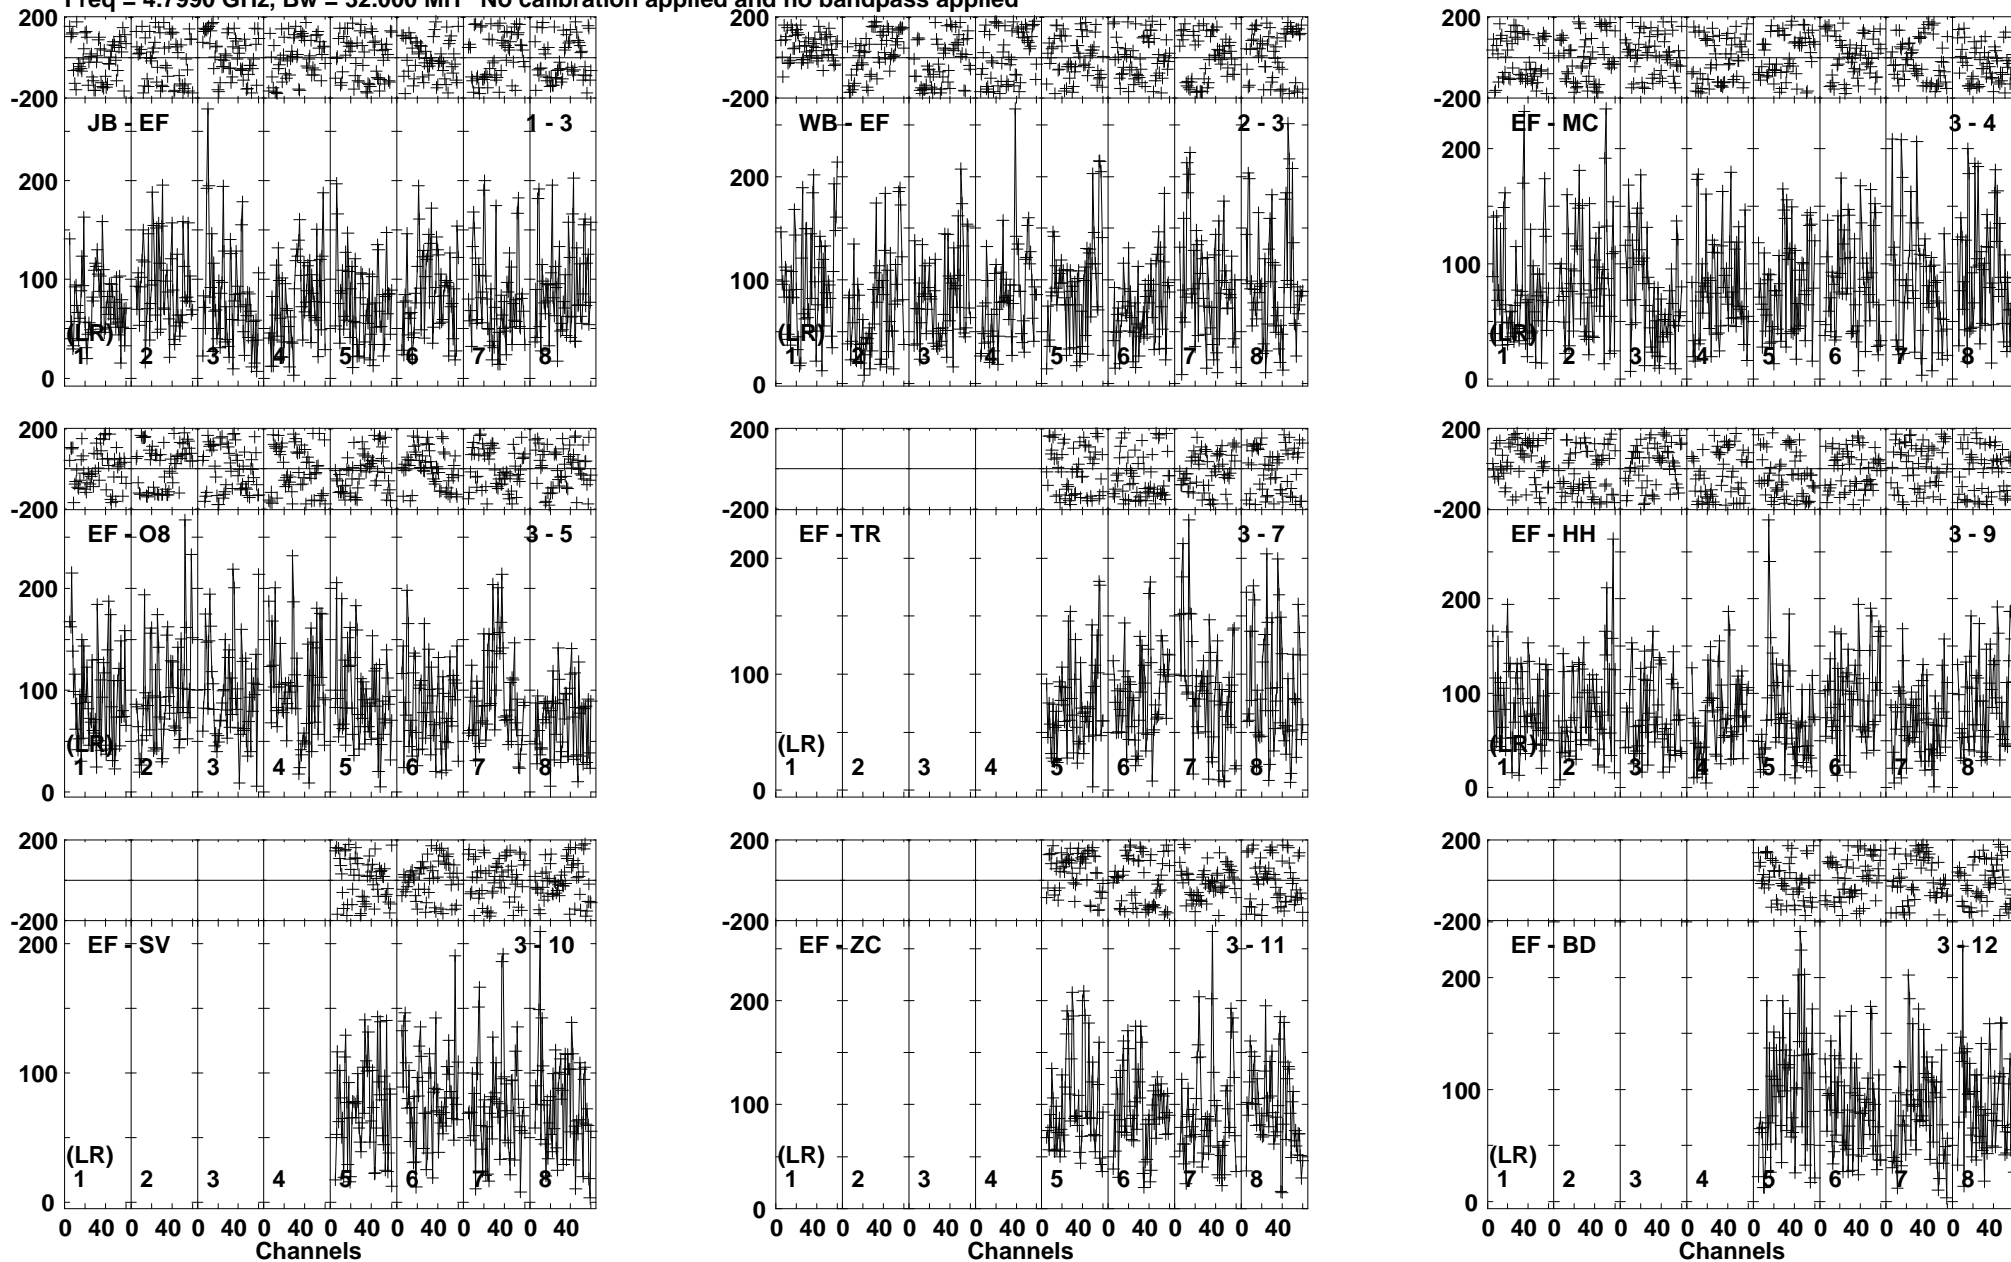 Freq = 4.7990 GHz, Bw = 32.000 MH No calibration applied and no bandpass applied
200 200 200
-200 -200 -200
JB - EF 1 - 3 WB - EF 2 - 3 EF - MC 3 - 4
200 200 200
100 100 100
(LR) (LR) (LR)
1 2 3 4 5 6 7 8 1 2 3 4 5 6 7 8 1 2 3 4 5 6 7 8
0 0 0
200 200 200
-200 -200 -200
EF - O8 3 - 5 EF - TR 3 - 7 EF - HH 3 - 9
200 200 200
100 100 100
(LR) (LR) (LR)
1 2 3 4 5 6 7 8 1 2 3 4 5 6 7 8 1 2 3 4 5 6 7 8
0 0 0
200 200 200
-200 -200 -200
EF - SV 3 - 10 EF - ZC 3 - 11 EF - BD 3 - 12
200 200 200
100 100 100
(LR) (LR) (LR)
1 2 3 4 5 6 7 8 1 2 3 4 5 6 7 8 1 2 3 4 5 6 7 8
0 0 0
0 40 0 40 0 40 0 40 0 40 0 40 0 40 0 40 0 40 0 40 0 40 0 40 0 40 0 40 0 40 0 40 0 40 0 40 0 40 0 40 0 40 0 40 0 40 0 40
Channels Channels Channels